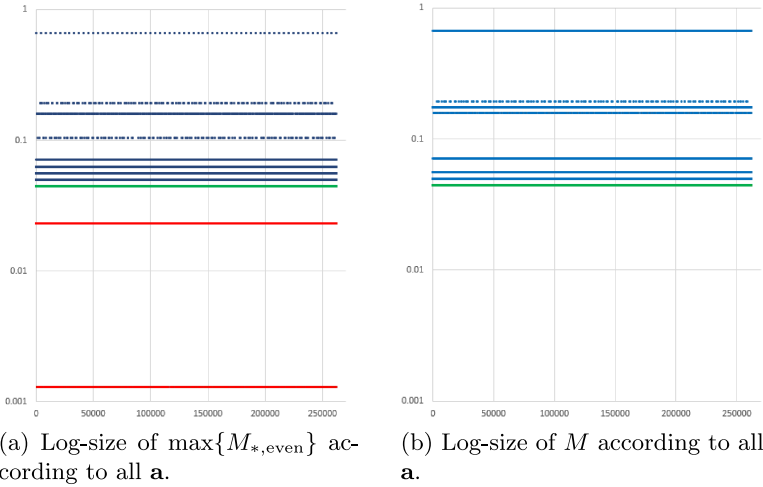 1
0.1
0.01
0.001
0 50000 100000 150000 200000 250000
1
0.1
0.01
0.001
0 50000 100000 150000 200000 250000
(a) Log-size of max{M∗,even} ac-
cording to all a.
(b) Log-size of M according to all
a.